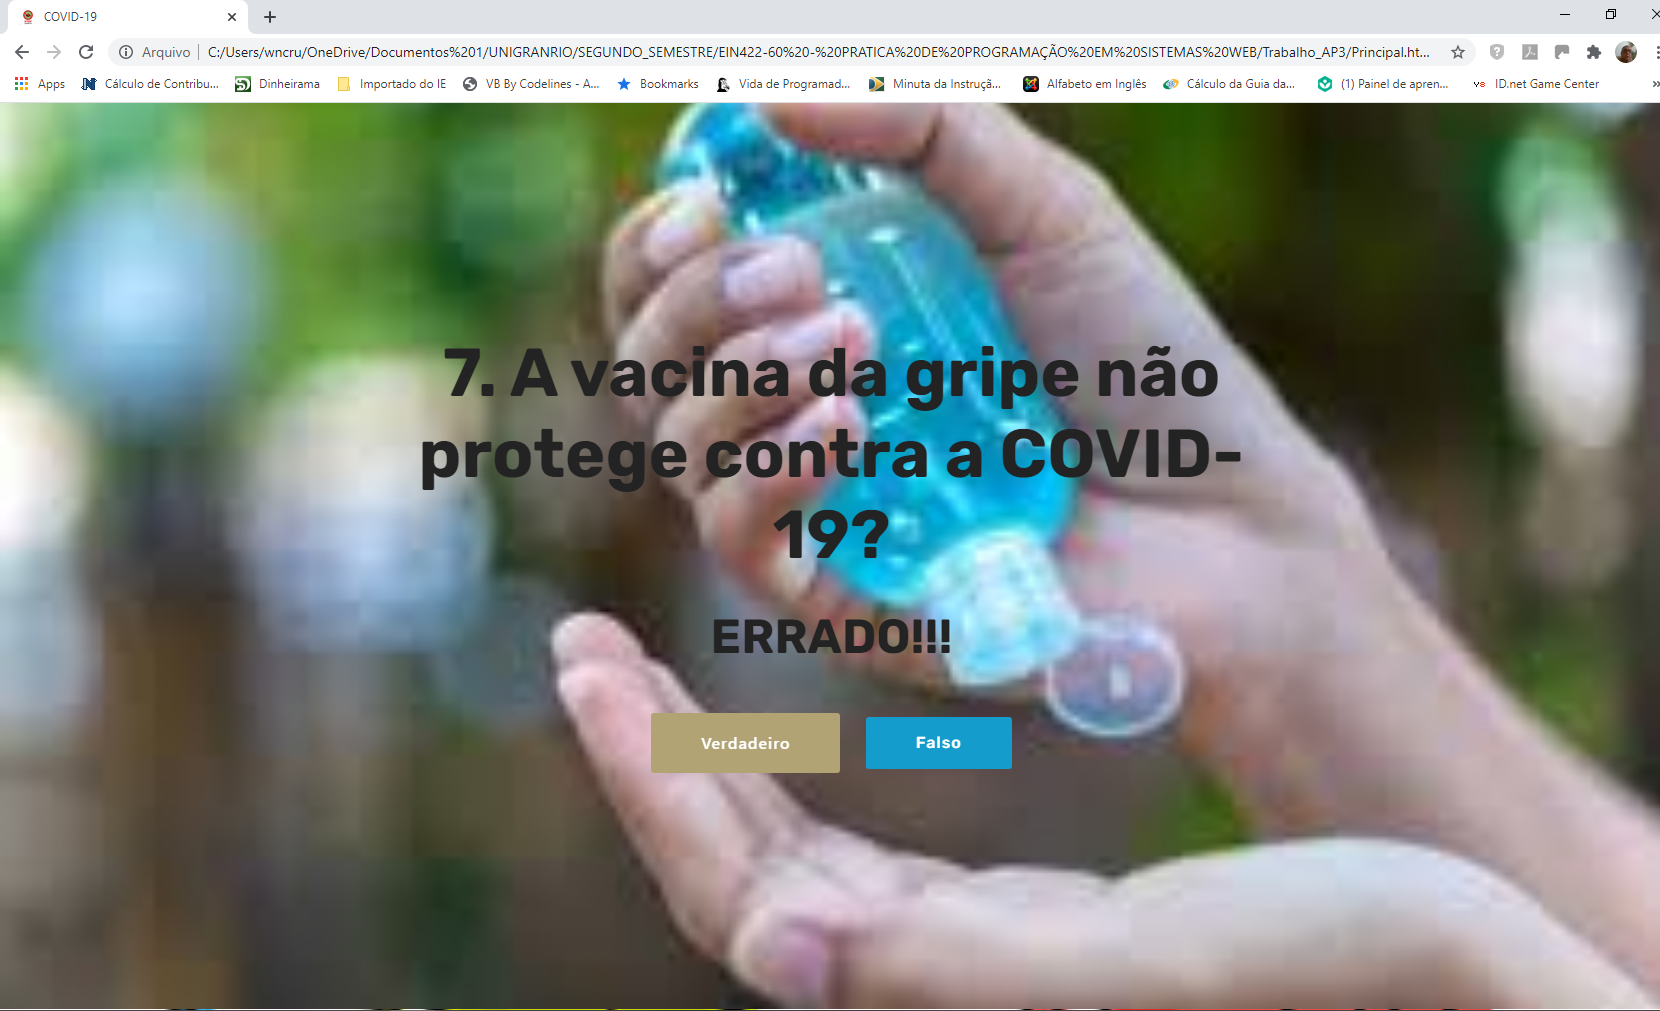 COVID-19
Arquivo C:/Users/wncru/OneDrive/Documentos%201/UNIGRANRIO/SEGUNDO_SEMESTRE/EIN422-60%20-%20PRATICA%20DE%20PROGRAMAÇÃO%20EM%20SISTEMAS%20WEB/Trabalho_AP3/Principal.ht...
Apps Cálculo de Contribu... Dinheirama Importado do IE VB By Codelines - A... Bookmarks Vida de Programad... Minuta da Instruçã... Alfabeto em Inglês Cálculo da Guia da... (1) Painel de apren... ID.net Game Center »
7. A vacina da gripe não
protege contra a COVID-
19?
ERRADO!!!
Verdadeiro Falso